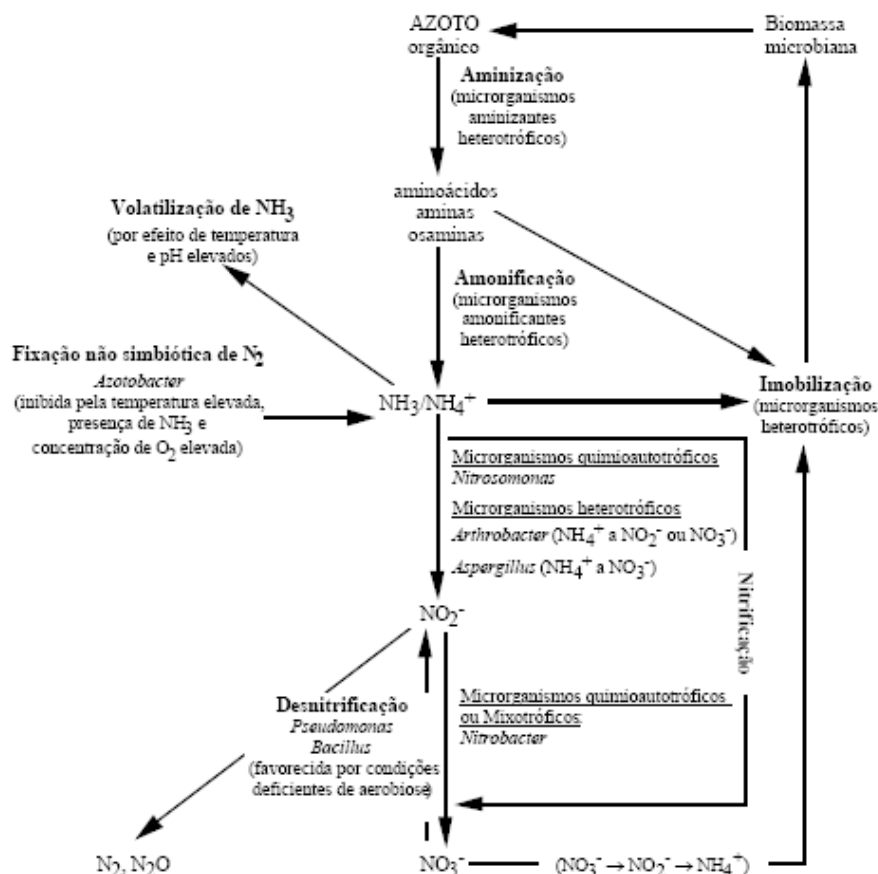 AZOTO
orgânico
Biomassa
microbiana
Aminização
(microrganismos
aminizantes
heterotróficos)
aminoácidos
aminas
osaminas
Volatilização de NH3
(por efeito de temperatura
e pH elevados)
Amonificação
(microrganismos
amonificantes
heterotróficos)
Fixação não simbiótica de N2
Azotobacter
(inibida pela temperatura elevada,
presença de NH3 e
concentração de O2 elevada)
NH3/NH4+
Imobilização
(microrganismos
heterotróficos)
Microrganismos quimioautotróficos
Nitrosomonas
Microrganismos heterotróficos
Arthrobacter (NH4+ a NO2- ou NO3-)
Aspergillus (NH4+ a NO3-)
Nitrificação
NO2-
Desnitrificação
Pseudomonas
Bacillus
(favorecida por condições
deficientes de aerobiose)
Microrganismos quimioautotróficos
ou Mixotróficos
Nitrobacter
N2, N2O
NO3-
(NO3- → NO2- → NH4+)